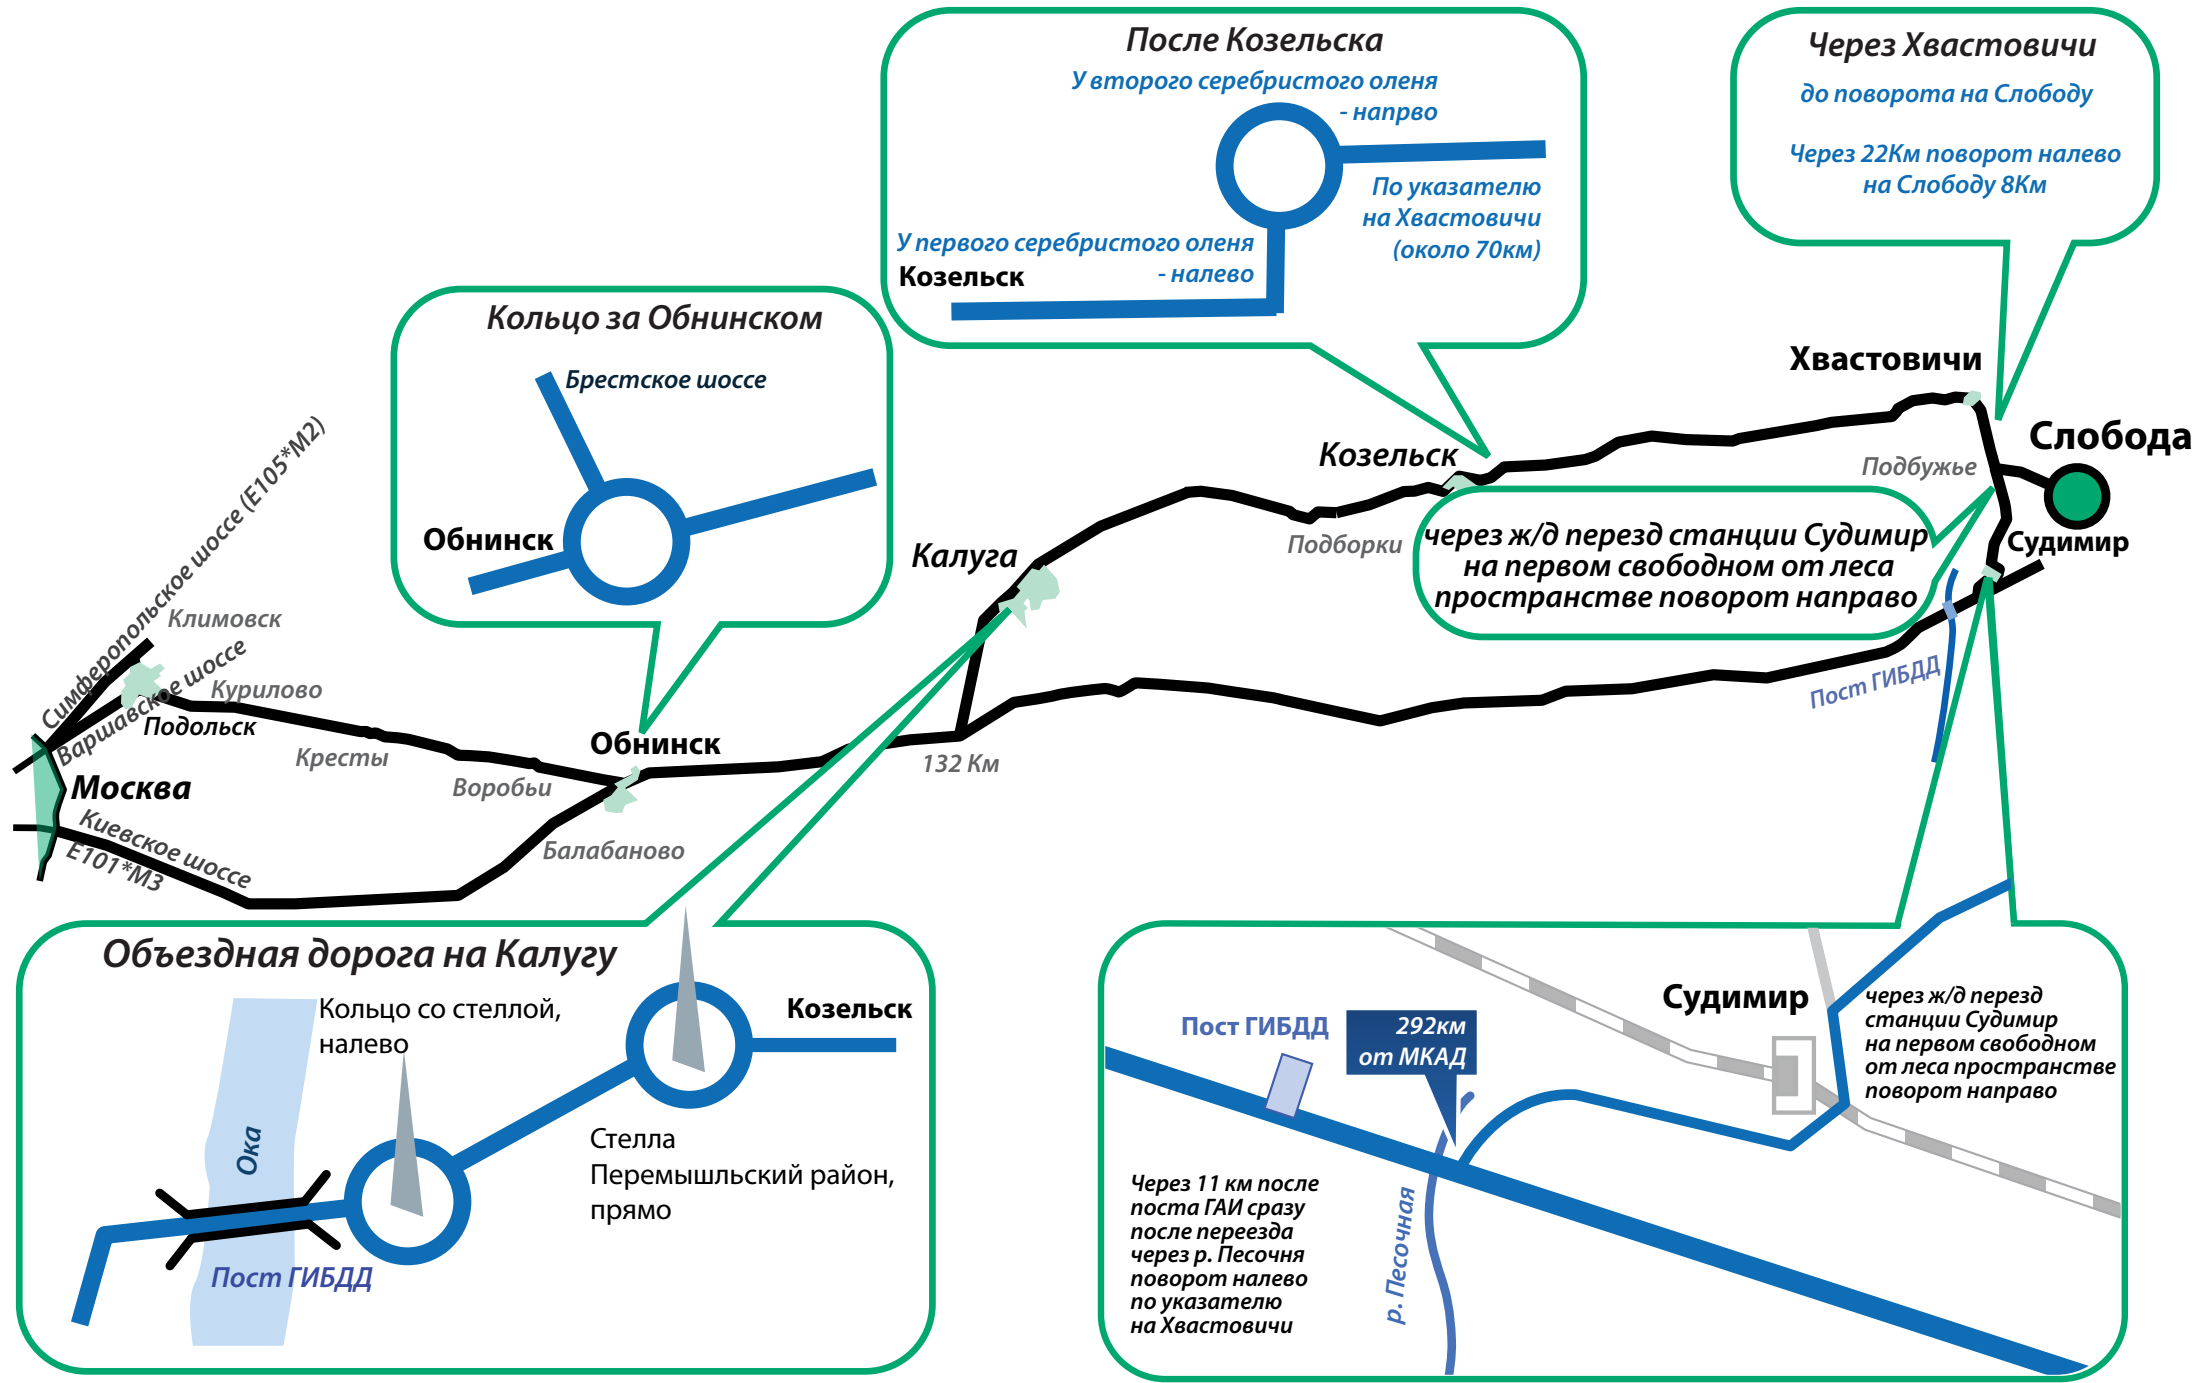 После Козельска
У второго серебристого оленя
- напрво
По указателю
на Хвастовичи
(около 70км)
У первого серебристого оленя
- налево
Козельск
Через Хвастовичи
до поворота на Слободу
Через 22Км поворот налево
на Слободу 8Км
Кольцо за Обнинском
Брестское шоссе
Обнинск
Хвастовичи
Слобода
Козельск
Подбужье
Калуга
Подборки
через ж/д перезд станции Судимир
на первом свободном от леса
пространстве поворот направо
Судимир
Пост ГИБДД
Симферопольское шоссе (Е105*М2)
Климовск
Варшавское шоссе
Курилово
Подольск
Кресты
Обнинск
Воробьи
132 Км
Москва
Киевское шоссе
Е101*М3
Балабаново
Объездная дорога на Калугу
Кольцо со стеллой,
налево
Козельск
Ока
Стелла
Перемышльский район,
прямо
Пост ГИБДД
Судимир
через ж/д перезд
станции Судимир
на первом свободном
от леса пространстве
поворот направо
Пост ГИБДД
292км
от МКАД
Через 11 км после
поста ГАИ сразу
после переезда
через р. Песочня
поворот налево
по указателю
на Хвастовичи
р. Песочная